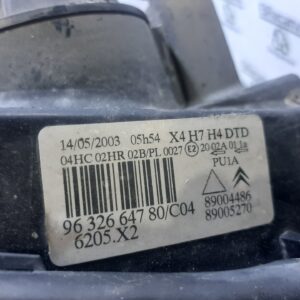 14/05/2003 05h54 X4 H7 H4 DTD
04HC 02HR 02B/PL 0027 E2 20 02A 01 1a
PU1A
96 326 647 80/C04
6205.X2
89004486
89005270